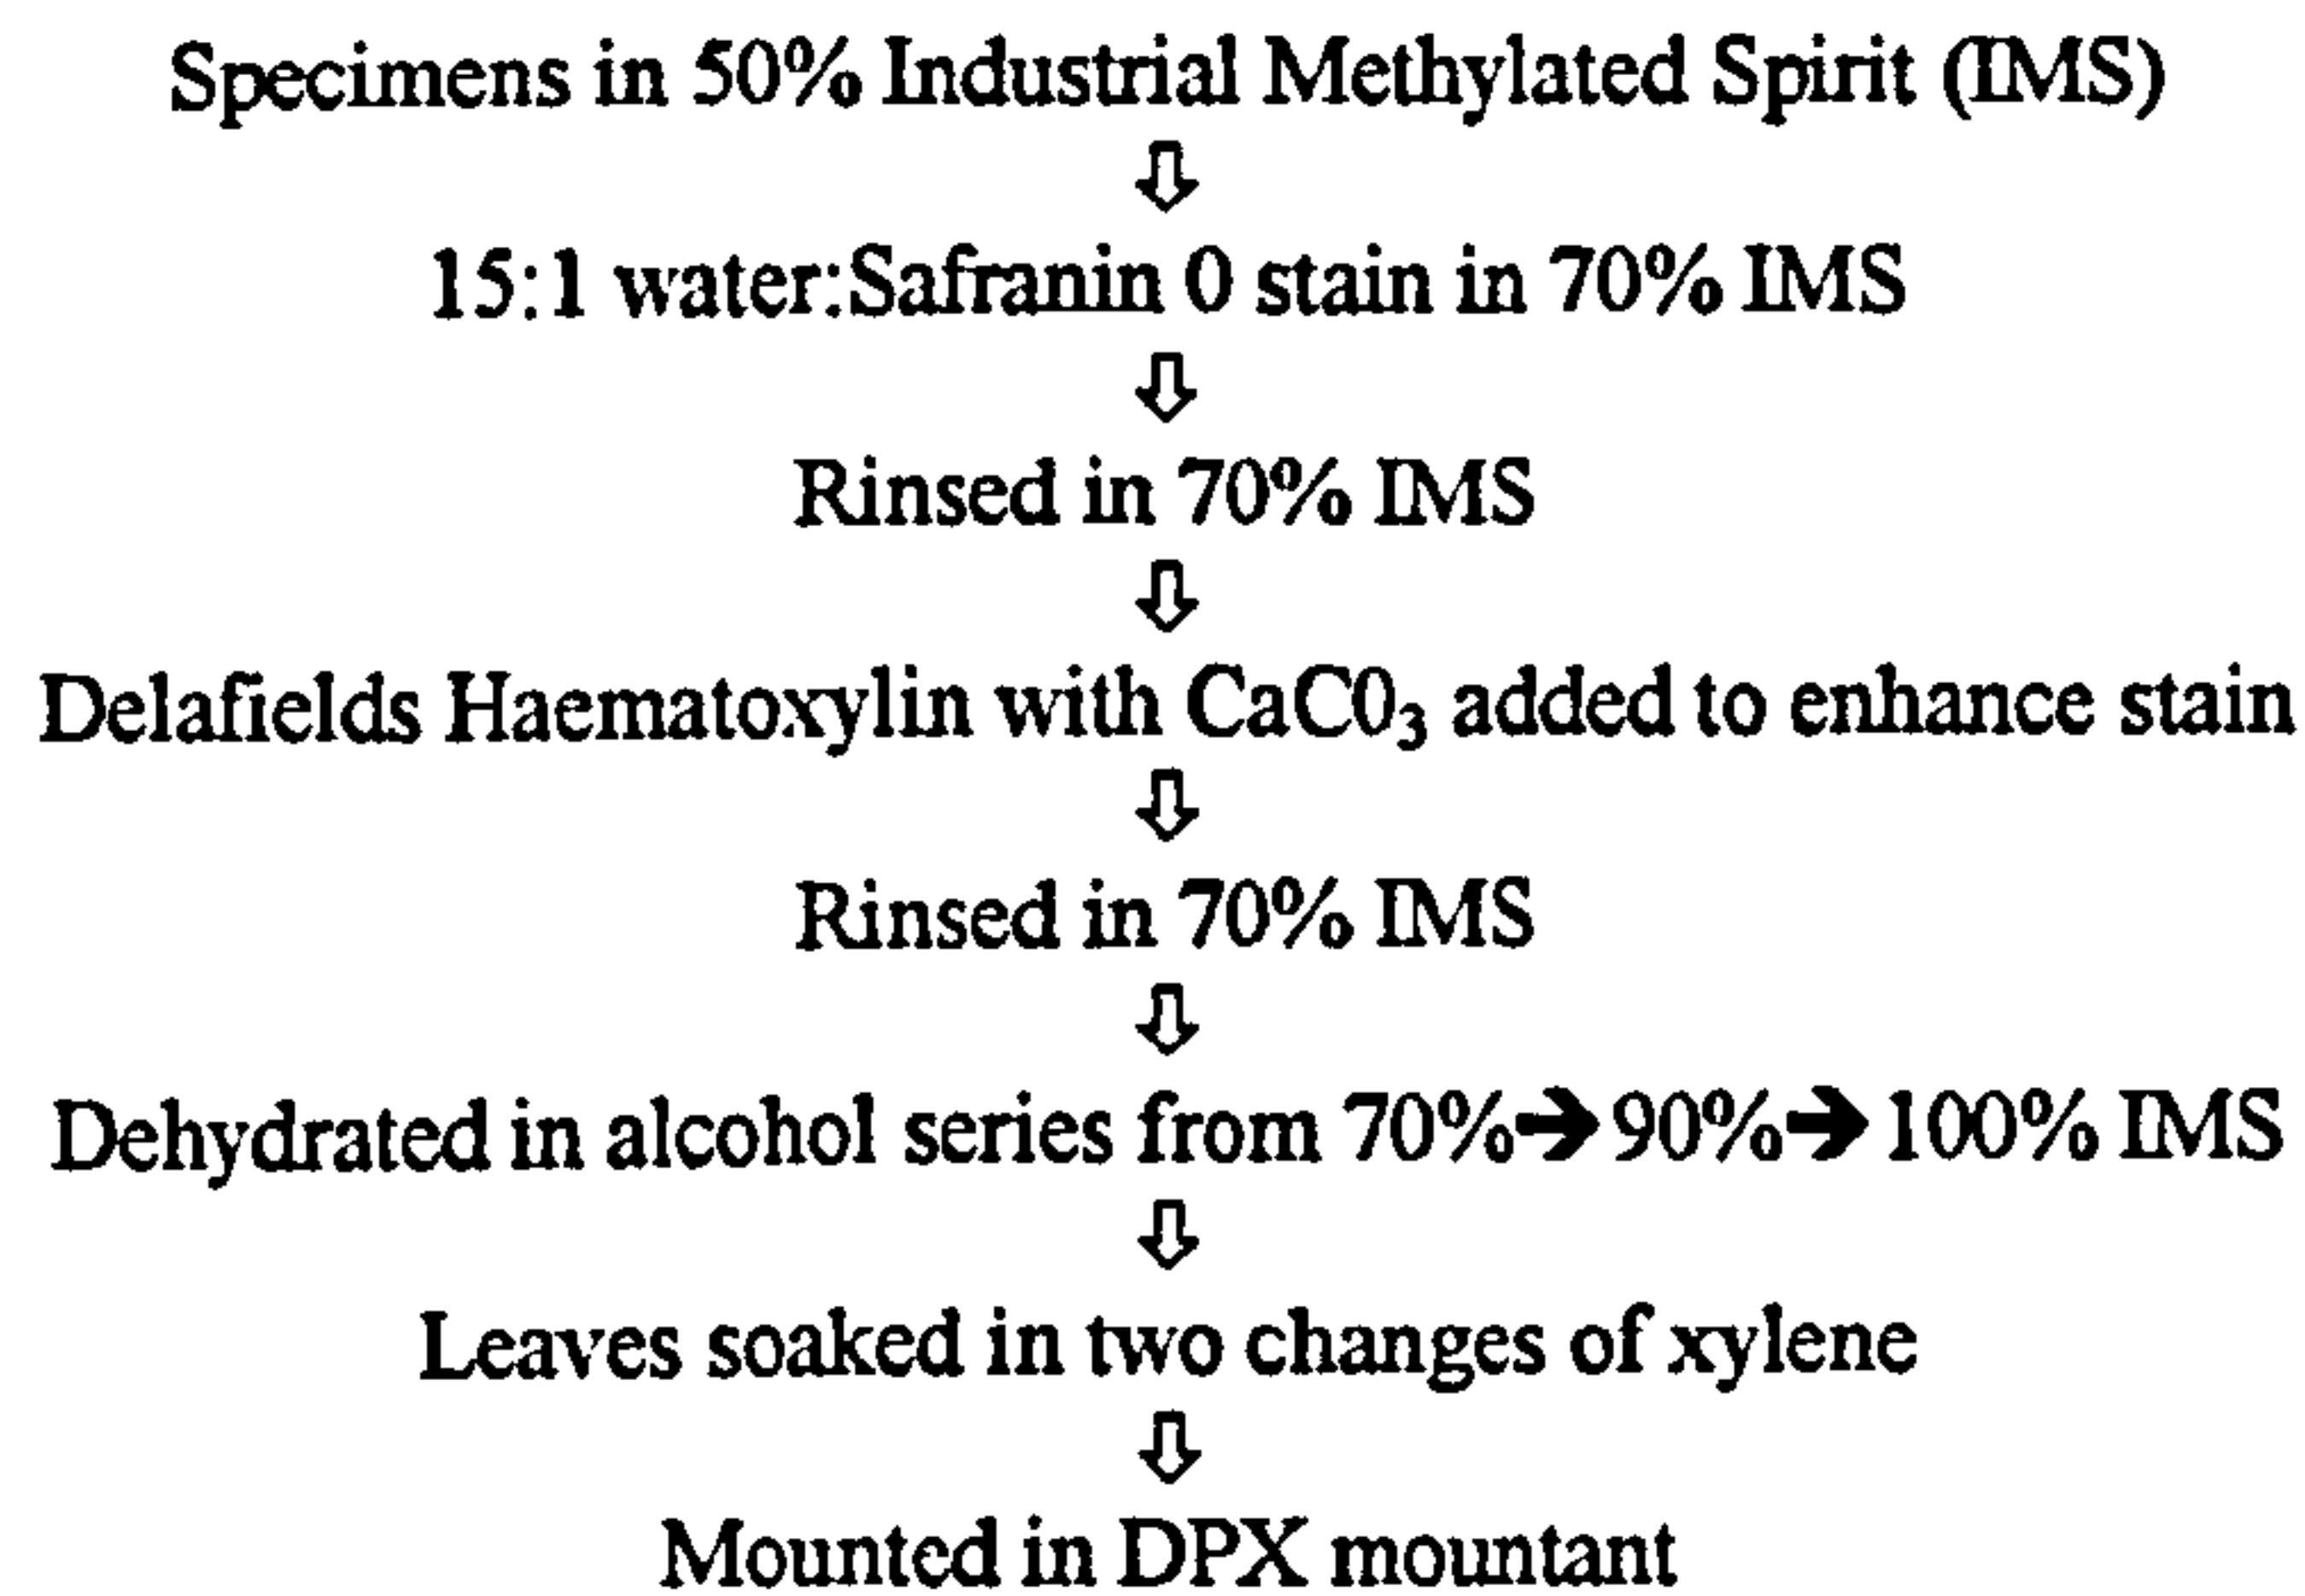 Specimens in 50% Industrial Methylated Spirit (IMS)
⇩
15:1 water:Safranin 0 stain in 70% IMS
⇩
Rinsed in 70% IMS
⇩
Delafields Haematoxylin with CaC0₃ added to enhance stain
⇩
Rinsed in 70% IMS
⇩
Dehydrated in alcohol series from 70%➔90%➔100% IMS
⇩
Leaves soaked in two changes of xylene
⇩
Mounted in DPX mountant